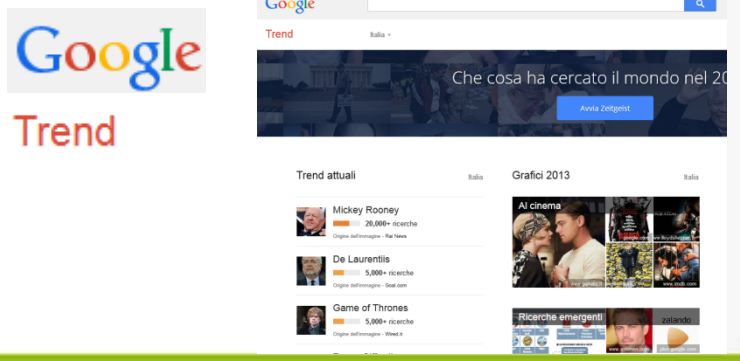 Google
Trend
Google
Trend
Italia
Che cosa ha cercato il mondo nel 20
Avvia Zeitgeist
Trend attuali
Italia
Mickey Rooney
20,000+ ricerche
Origine dell'immagine - Rai News
De Laurentiis
5,000+ ricerche
Origine dell'immagine - Goal.com
Game of Thrones
5,000+ ricerche
Origine dell'immagine - Wired.it
Grafici 2013
Italia
Al cinema
Ricerche emergenti
zalando